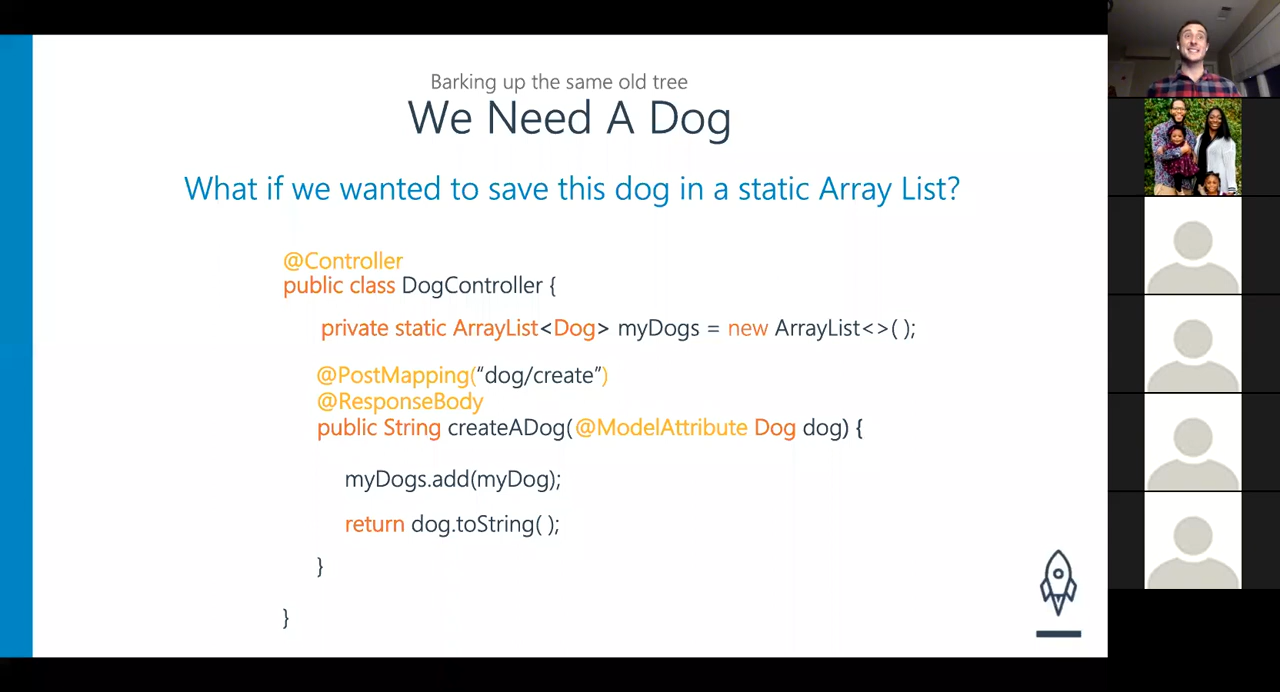 Barking up the same old tree
We Need A Dog
What if we wanted to save this dog in a static Array List?
@Controller
public class DogController {
private static ArrayList<Dog> myDogs = new ArrayList<>( );
@PostMapping(“dog/create”)
@ResponseBody
public String createADog(@ModelAttribute Dog dog) {
myDogs.add(myDog);
return dog.toString( );
}
}